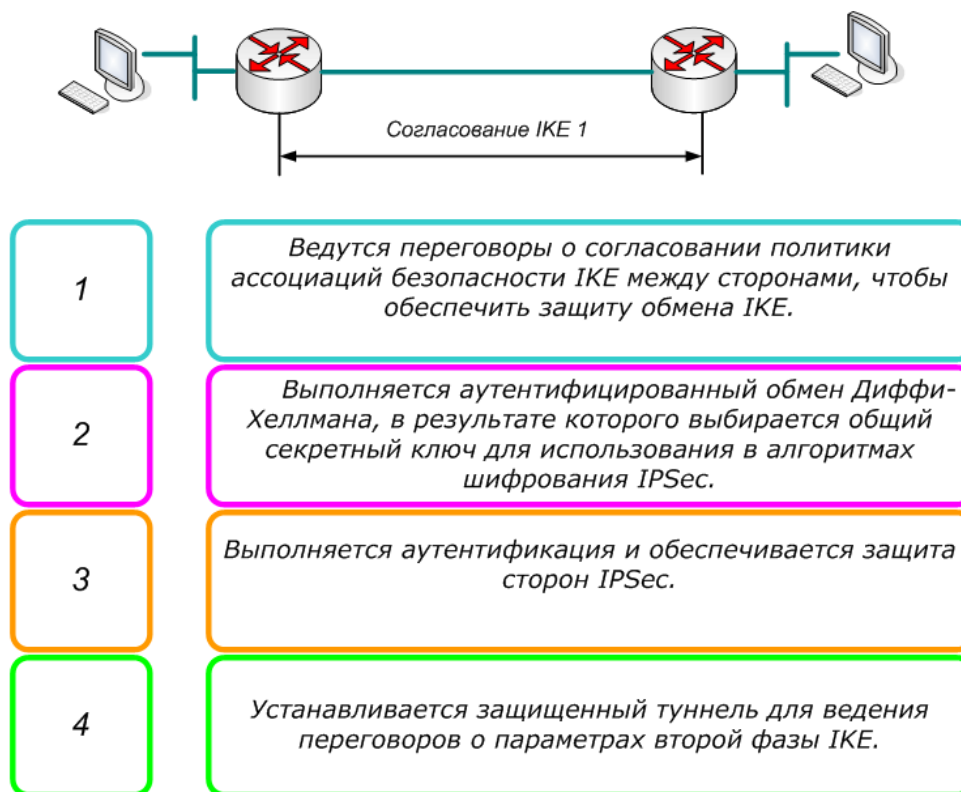 Согласование IKE 1
1
Ведутся переговоры о согласовании политики
ассоциаций безопасности IKE между сторонами, чтобы
обеспечить защиту обмена IKE.
2
Выполняется аутентифицированный обмен Диффи-
Хеллмана, в результате которого выбирается общий
секретный ключ для использования в алгоритмах
шифрования IPSec.
3
Выполняется аутентификация и обеспечивается защита
сторон IPSec.
4
Устанавливается защищенный туннель для ведения
переговоров о параметрах второй фазы IKE.